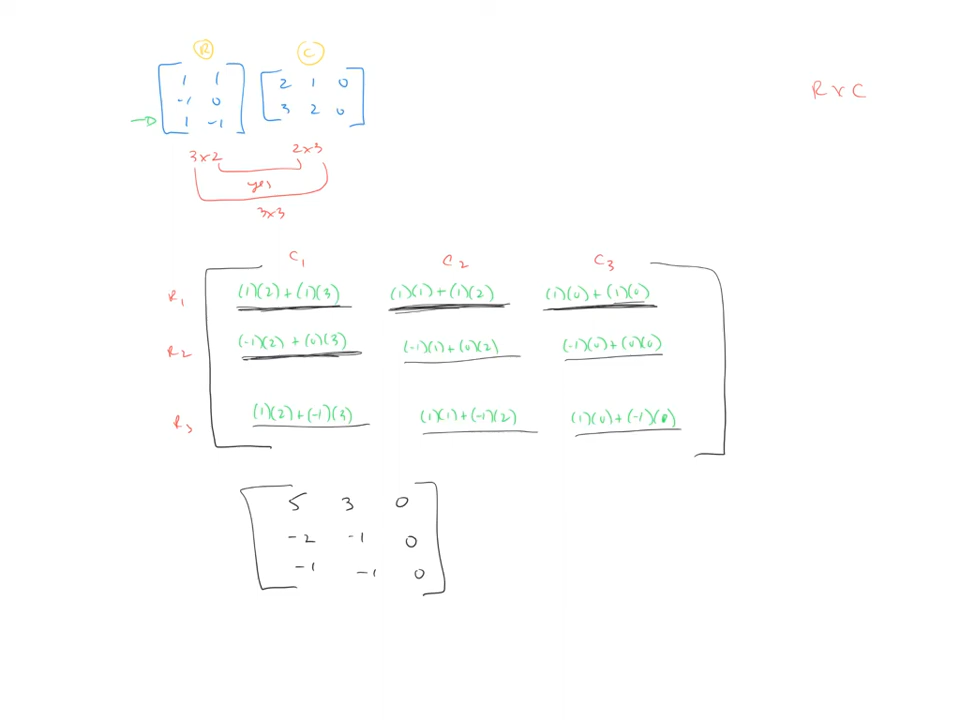 R C
1 1 2 1 0
R x C
-1 0 3 2 0
→ 1 -1
3x2 2x3
yes
3x3
C1 C2 C3
R1 (1)(2)+(1)(3) (1)(1)+(1)(2) (1)(0)+(1)(0)
R2 (-1)(2)+(0)(3) (-1)(1)+(0)(2) (-1)(0)+(0)(0)
R3 (1)(2)+(-1)(3) (1)(1)+(-1)(2) (1)(0)+(-1)(0)
5 3 0
-2 -1 0
-1 -1 0